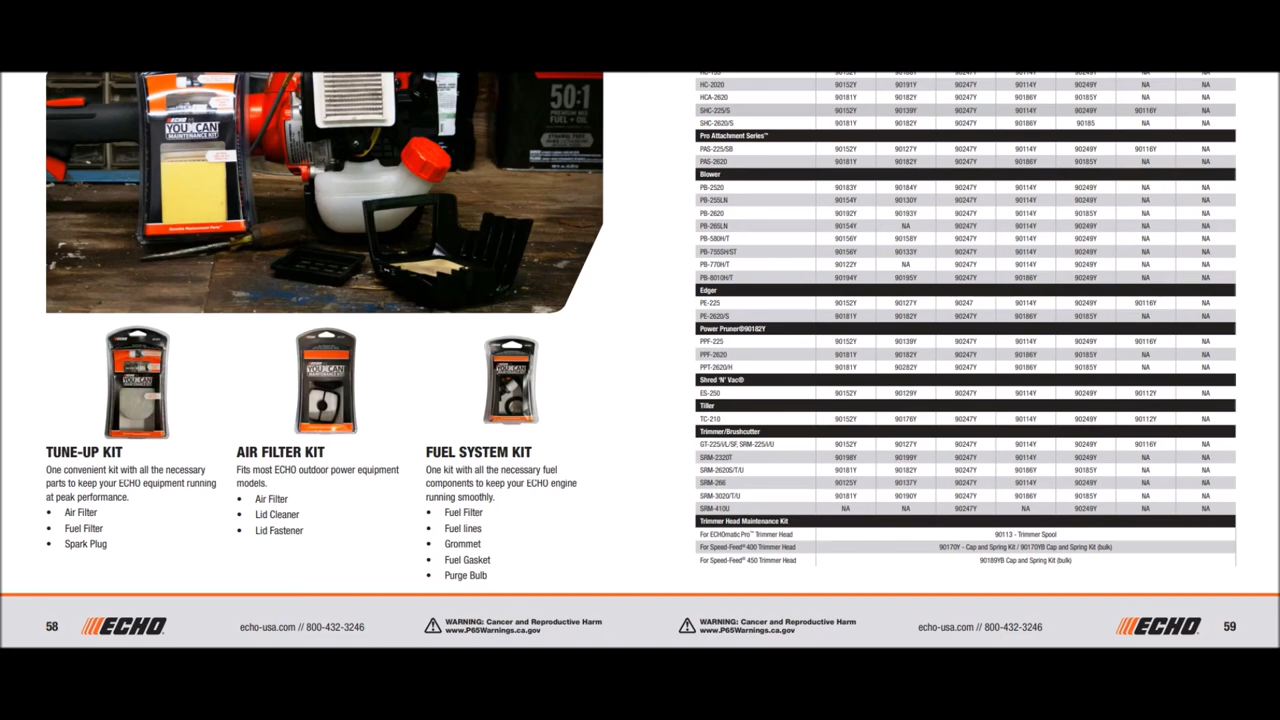 50:1
PREMIUM MIX
FUEL + OIL
ECHO
YOU CAN
MAINTENANCE KIT
TUNE-UP KIT
One convenient kit with all the necessary
parts to keep your ECHO equipment running
at peak performance.
• Air Filter
• Fuel Filter
• Spark Plug
AIR FILTER KIT
Fits most ECHO outdoor power equipment
models.
• Air Filter
• Lid Cleaner
• Lid Fastener
FUEL SYSTEM KIT
One kit with all the necessary fuel
components to keep your ECHO engine
running smoothly.
• Fuel Filter
• Fuel lines
• Grommet
• Fuel Gasket
• Purge Bulb
58 ECHO echo-usa.com // 800-432-3246 WARNING: Cancer and Reproductive Harm
www.P65Warnings.ca.gov
HC-2020 90152Y 90191Y 90247Y 90114Y 90249Y NA NA
HCA-2620 90181Y 90182Y 90247Y 90186Y 90185Y NA NA
SHC-225/S 90152Y 90139Y 90247Y 90114Y 90249Y 90116Y NA
SHC-2620/S 90181Y 90182Y 90247Y 90186Y 90185 NA NA
Pro Attachment Series™
PAS-225/SB 90152Y 90127Y 90247Y 90114Y 90249Y 90116Y NA
PAS-2620 90181Y 90182Y 90247Y 90186Y 90185Y NA NA
Blower
PB-2520 90183Y 90184Y 90247Y 90114Y 90249Y NA NA
PB-255LN 90154Y 90130Y 90247Y 90114Y 90249Y NA NA
PB-2620 90192Y 90193Y 90247Y 90114Y 90185Y NA NA
PB-265LN 90154Y NA 90247Y 90114Y 90249Y NA NA
PB-580H/T 90156Y 90158Y 90247Y 90114Y 90249Y NA NA
PB-755SH/ST 90156Y 90133Y 90247Y 90114Y 90249Y NA NA
PB-770H/T 90122Y NA 90247Y 90114Y 90249Y NA NA
PB-8010H/T 90194Y 90195Y 90247Y 90186Y 90249Y NA NA
Edger
PE-225 90152Y 90127Y 90247 90114Y 90249Y 90116Y NA
PE-2620/S 90181Y 90182Y 90247Y 90186Y 90185Y NA NA
Power Pruner®90182Y
PPF-225 90152Y 90139Y 90247Y 90114Y 90249Y 90116Y NA
PPF-2620 90181Y 90182Y 90247Y 90186Y 90185Y NA NA
PPT-2620/H 90181Y 90282Y 90247Y 90186Y 90185Y NA NA
Shred 'N' Vac®
ES-250 90152Y 90129Y 90247Y 90114Y 90249Y 90112Y NA
Tiller
TC-210 90152Y 90176Y 90247Y 90114Y 90249Y 90112Y NA
Trimmer/Brushcutter
GT-225/i/L/SF, SRM-225/i/U 90152Y 90127Y 90247Y 90114Y 90249Y 90116Y NA
SRM-2320T 90198Y 90199Y 90247Y 90114Y 90249Y NA NA
SRM-2620S/T/U 90181Y 90182Y 90247Y 90186Y 90185Y NA NA
SRM-266 90125Y 90137Y 90247Y 90114Y 90249Y NA NA
SRM-3020/T/U 90181Y 90190Y 90247Y 90186Y 90185Y NA NA
SRM-410U NA NA 90247Y NA 90249Y NA NA
Trimmer Head Maintenance Kit
For ECHOmatic Pro™ Trimmer Head 90113 - Trimmer Spool
For Speed-Feed® 400 Trimmer Head 90170Y - Cap and Spring Kit / 90170YB Cap and Spring Kit (bulk)
For Speed-Feed® 450 Trimmer Head 90189YB Cap and Spring Kit (bulk)
WARNING: Cancer and Reproductive Harm
www.P65Warnings.ca.gov echo-usa.com // 800-432-3246 ECHO 59